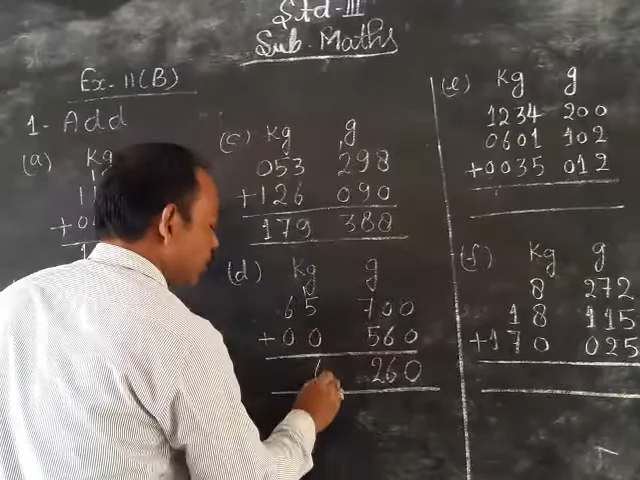 Std-III
Sub. Maths
Ex. 11(B)
1. Add
(a) Kg
(c) Kg g
053 298
+126 090
179 388
(d) Kg g
65 700
+00 560
260
(e) Kg g
1234 200
0601 102
+0035 012
(f) Kg g
8 272
18 115
+170 025